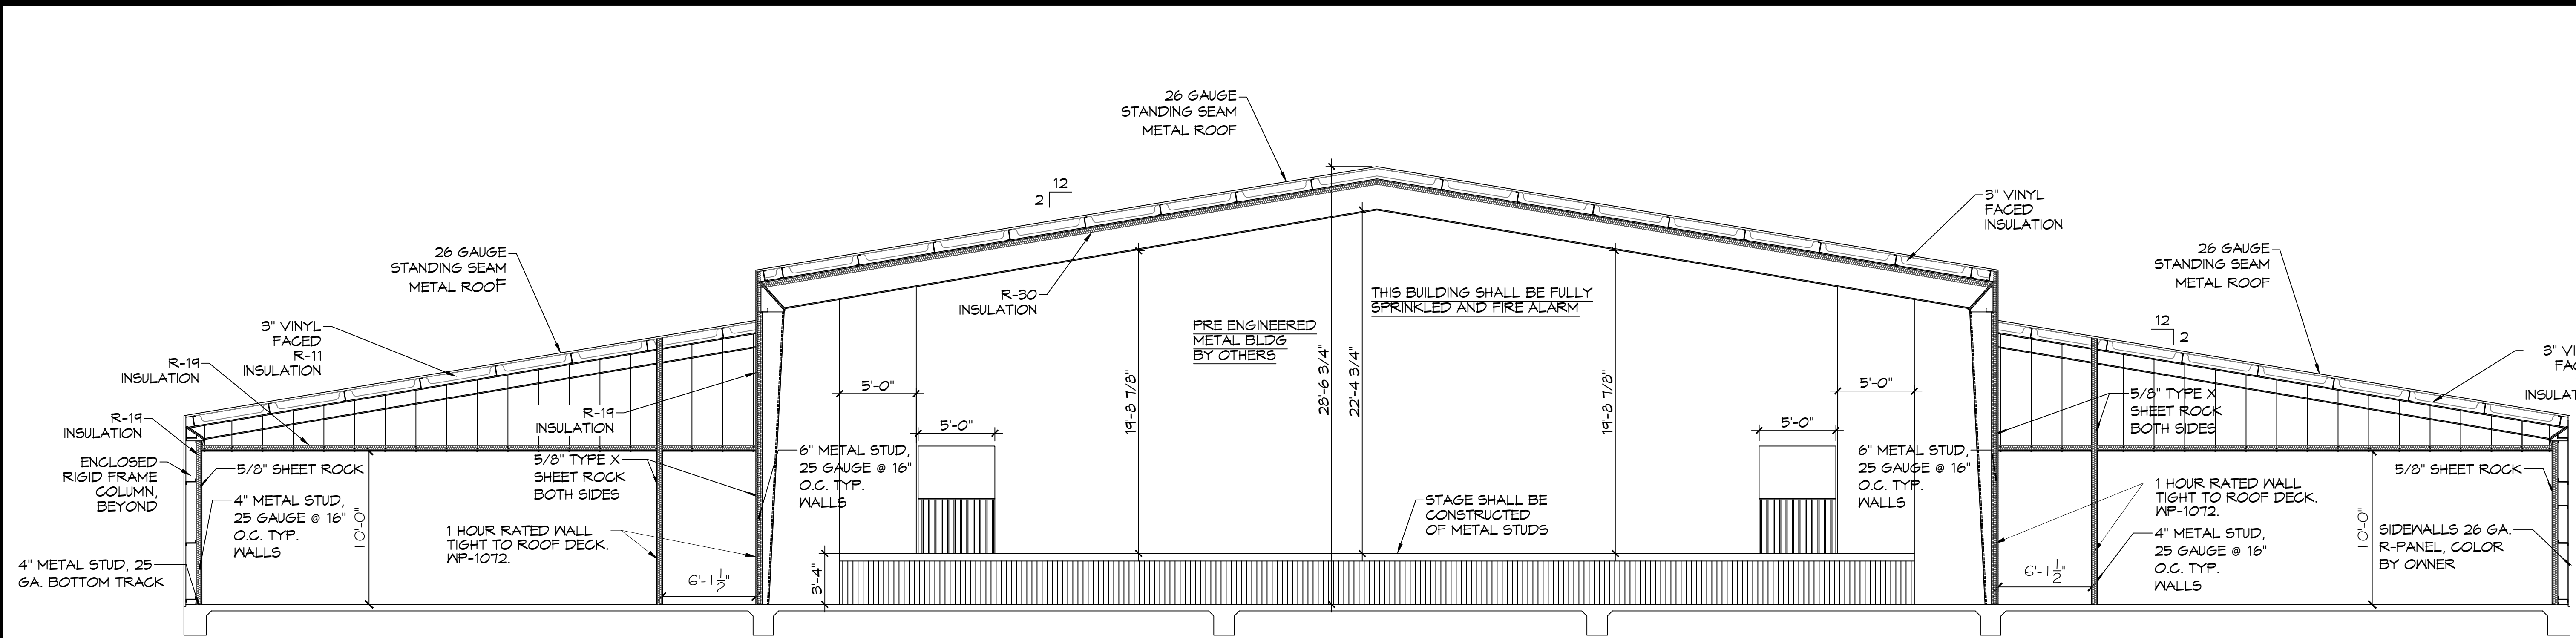 26 GAUGE
STANDING SEAM
METAL ROOF
12
2
3" VINYL
FACED
INSULATION
26 GAUGE
STANDING SEAM
METAL ROOF
26 GAUGE
STANDING SEAM
METAL ROOF
R-30
INSULATION
THIS BUILDING SHALL BE FULLY
SPRINKLED AND FIRE ALARM
PRE ENGINEERED
METAL BLDG
BY OTHERS
12
2
3" VINYL
FACED
R-11
INSULATION
R-19
INSULATION
R-19
INSULATION
R-19
INSULATION
ENCLOSED
RIGID FRAME
COLUMN,
BEYOND
5/8" SHEET ROCK
4" METAL STUD,
25 GAUGE @ 16"
O.C. TYP.
WALLS
10'-0"
4" METAL STUD, 25
GA. BOTTOM TRACK
5/8" TYPE X
SHEET ROCK
BOTH SIDES
1 HOUR RATED WALL
TIGHT TO ROOF DECK.
WP-1072.
6'-1 1/2"
6" METAL STUD,
25 GAUGE @ 16"
O.C. TYP.
WALLS
5'-0"
5'-0"
3'-4"
19'-8 7/8"
28'-6 3/4"
22'-4 3/4"
19'-8 7/8"
STAGE SHALL BE
CONSTRUCTED
OF METAL STUDS
5'-0"
5'-0"
6" METAL STUD,
25 GAUGE @ 16"
O.C. TYP.
WALLS
5/8" TYPE X
SHEET ROCK
BOTH SIDES
1 HOUR RATED WALL
TIGHT TO ROOF DECK.
WP-1072.
4" METAL STUD,
25 GAUGE @ 16"
O.C. TYP.
WALLS
6'-1 1/2"
10'-0"
3" VI
FAC
INSULAT
5/8" SHEET ROCK
SIDEWALLS 26 GA.
R-PANEL, COLOR
BY OWNER